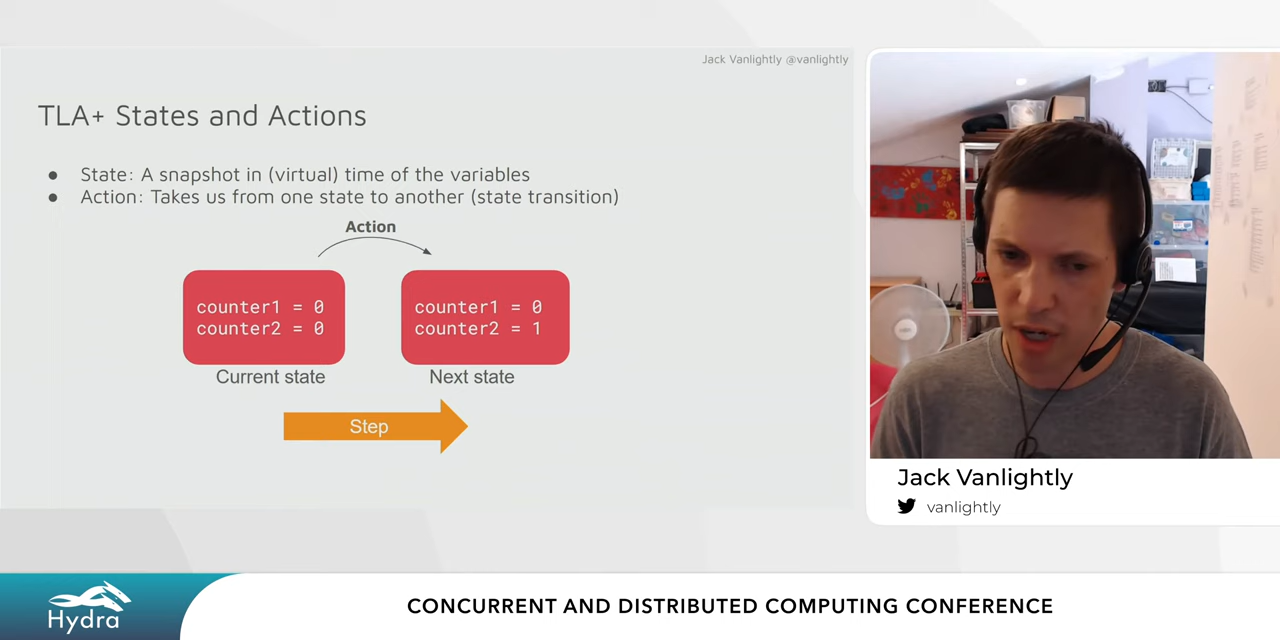 Jack Vanlightly @vanlightly
TLA+ States and Actions
● State: A snapshot in (virtual) time of the variables
● Action: Takes us from one state to another (state transition)
Action
counter1 = 0
counter2 = 0
counter1 = 0
counter2 = 1
Current state
Next state
Step
Jack Vanlightly
vanlightly
Hydra
CONCURRENT AND DISTRIBUTED COMPUTING CONFERENCE